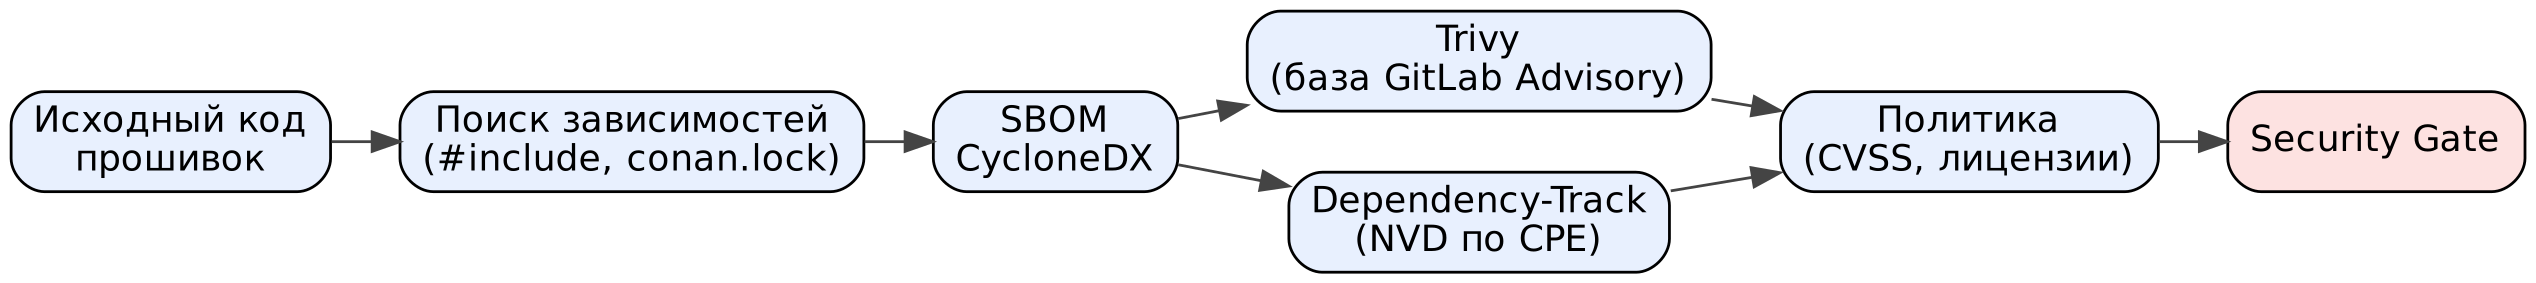 Исходный код
прошивок
Поиск зависимостей
(#include, conan.lock)
SBOM
CycloneDX
Trivy
(база GitLab Advisory)
Dependency-Track
(NVD по CPE)
Политика
(CVSS, лицензии)
Security Gate